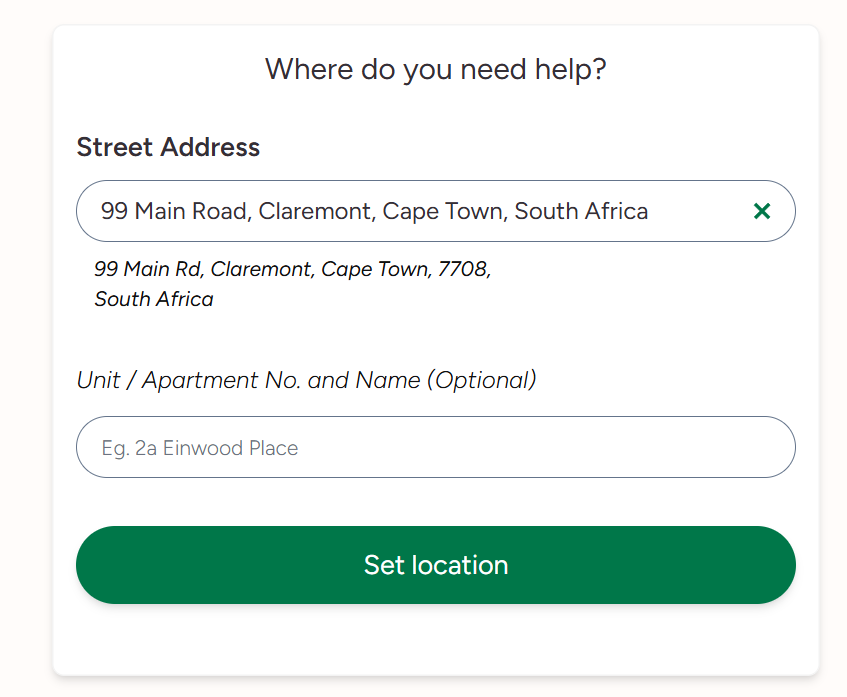 Where do you need help?
Street Address
99 Main Road, Claremont, Cape Town, South Africa
99 Main Rd, Claremont, Cape Town, 7708,
South Africa
Unit / Apartment No. and Name (Optional)
Eg. 2a Einwood Place
Set location